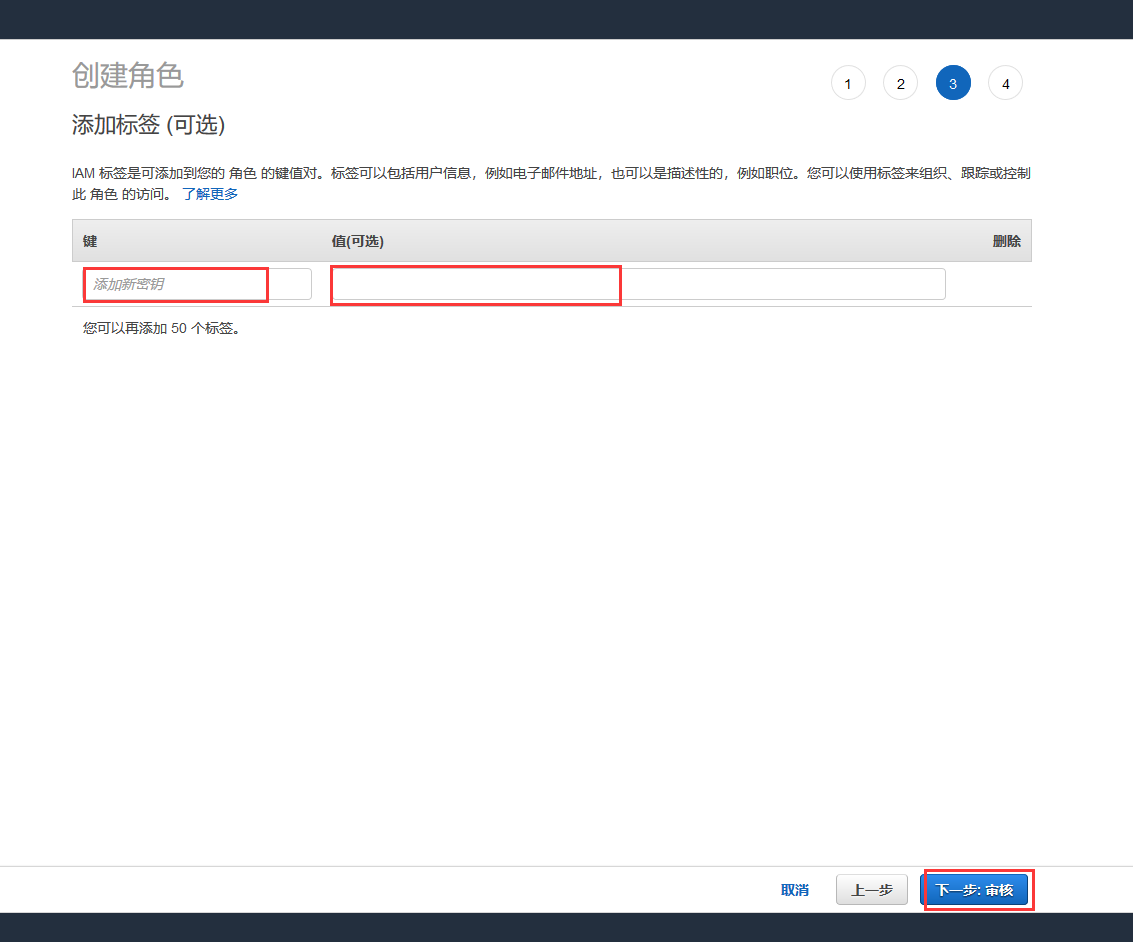 创建角色
1 2 3 4
添加标签 (可选)
IAM 标签是可添加到您的 角色 的键值对。标签可以包括用户信息，例如电子邮件地址，也可以是描述性的，例如职位。您可以使用标签来组织、跟踪或控制
此 角色 的访问。 了解更多
键 值(可选) 删除
添加新密钥
您可以再添加 50 个标签。
取消 上一步 下一步: 审核